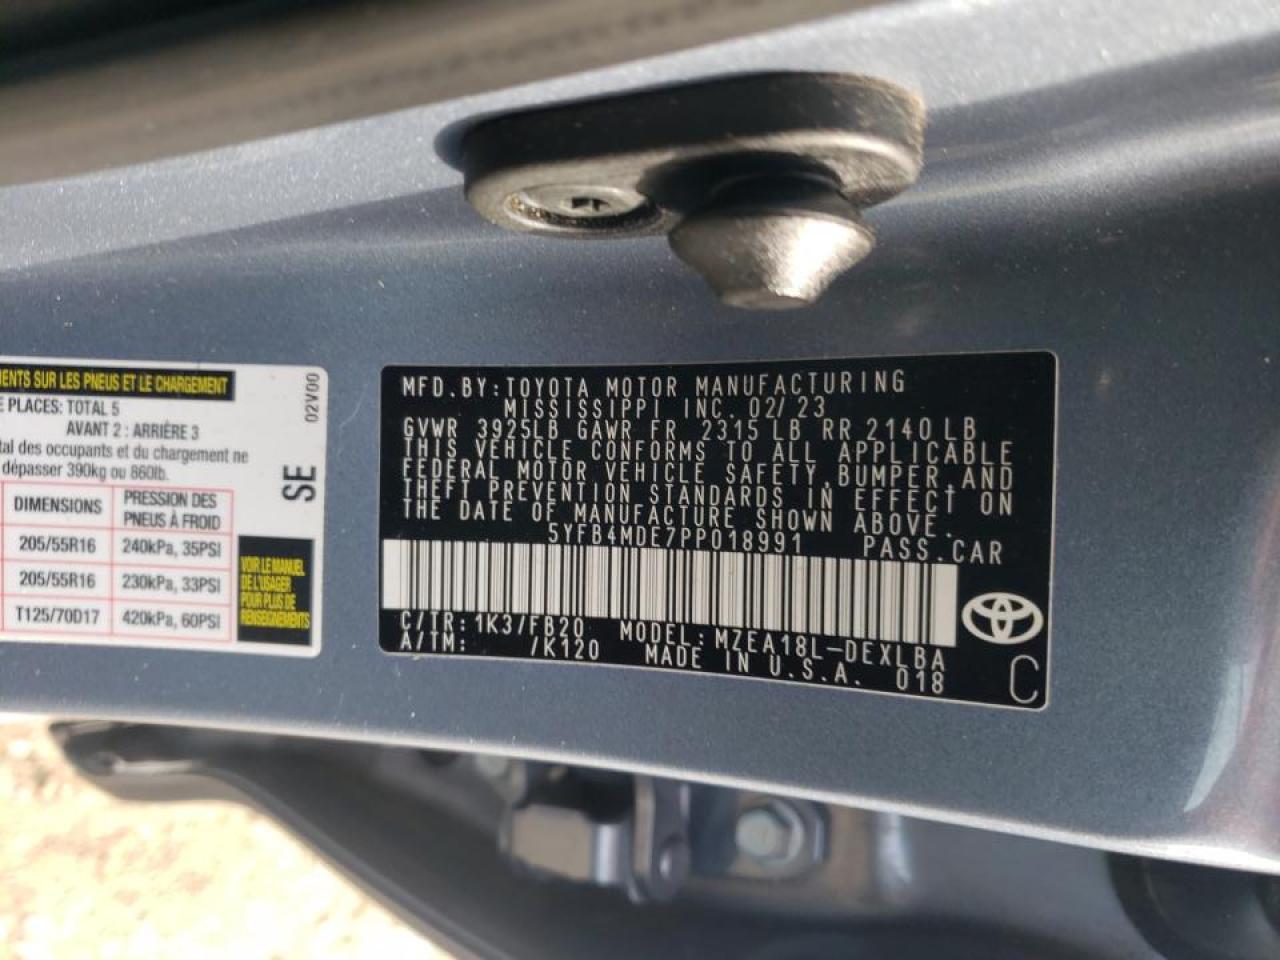 MENTS SUR LES PNEUS ET LE CHARGEMENT
E PLACES: TOTAL 5
AVANT 2 : ARRIÈRE 3
tal des occupants et du chargement ne
dépasser 390kg ou 860lb.
DIMENSIONS
PRESSION DES
PNEUS À FROID
205/55R16 240kPa, 35PSI
205/55R16 230kPa, 33PSI
T125/70D17 420kPa, 60PSI
02V00
SE
VOIR LE MANUEL
DE L'USAGER
POUR PLUS DE
RENSEIGNEMENTS
MFD.BY:TOYOTA MOTOR MANUFACTURING
MISSISSIPPI INC. 02/23
GVWR 3925LB GAWR FR 2315LB RR 2140LB
THIS VEHICLE CONFORMS TO ALL APPLICABLE
FEDERAL MOTOR VEHICLE SAFETY,BUMPER,AND
THEFT PREVENTION STANDARDS IN EFFECT ON
THE DATE OF MANUFACTURE SHOWN ABOVE.
5YFB4MDE7PP018991 PASS.CAR
C/TR:1K37/FB20 MODEL:MZEA18L-DEXLBA
A/TM: /K120 MADE IN U.S.A. 018
C